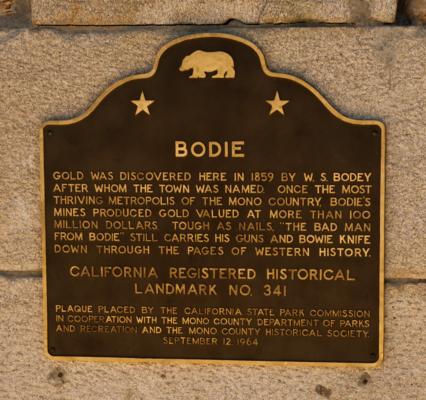 BODIE
GOLD WAS DISCOVERED HERE IN 1859 BY W. S. BODEY
AFTER WHOM THE TOWN WAS NAMED. ONCE THE MOST
THRIVING METROPOLIS OF THE MONO COUNTRY, BODIE'S
MINES PRODUCED GOLD VALUED AT MORE THAN 100
MILLION DOLLARS. TOUGH AS NAILS, "THE BAD MAN
FROM BODIE" STILL CARRIES HIS GUNS AND BOWIE KNIFE
DOWN THROUGH THE PAGES OF WESTERN HISTORY.
CALIFORNIA REGISTERED HISTORICAL
LANDMARK NO. 341
PLAQUE PLACED BY THE CALIFORNIA STATE PARK COMMISSION
IN COOPERATION WITH THE MONO COUNTY DEPARTMENT OF PARKS
AND RECREATION AND THE MONO COUNTY HISTORICAL SOCIETY.
SEPTEMBER 12, 1964